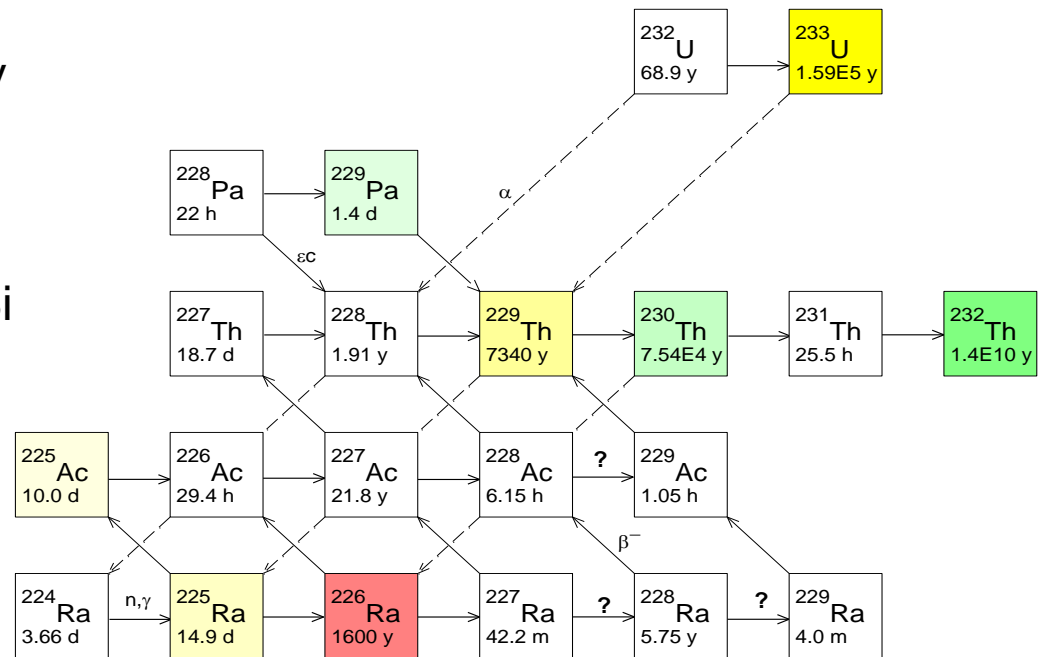 y
232U 233U
68.9 y 1.59E5 y
228Pa 229Pa α
22 h 1.4 d
εc
i
227Th 228Th 229Th 230Th 231Th 232Th
18.7 d 1.91 y 7340 y 7.54E4 y 25.5 h 1.4E10 y
225Ac 226Ac 227Ac 228Ac ? 229Ac
10.0 d 29.4 h 21.8 y 6.15 h 1.05 h
β−
224Ra n,γ 225Ra 226Ra 227Ra ? 228Ra ? 229Ra
3.66 d 14.9 d 1600 y 42.2 m 5.75 y 4.0 m